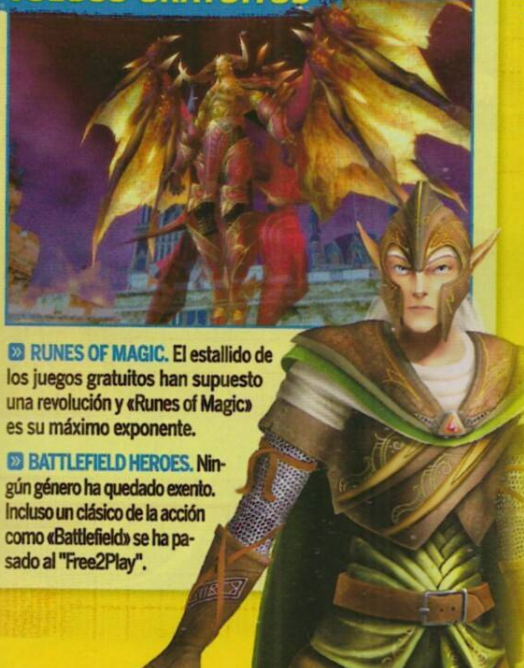 JUEGOS GRATUITOS
» RUNES OF MAGIC. El estallido de
los juegos gratuitos han supuesto
una revolución y «Runes of Magic»
es su máximo exponente.
» BATTLEFIELD HEROES. Nin-
gún género ha quedado exento.
Incluso un clásico de la acción
como «Battlefield» se ha pa-
sado al "Free2Play".